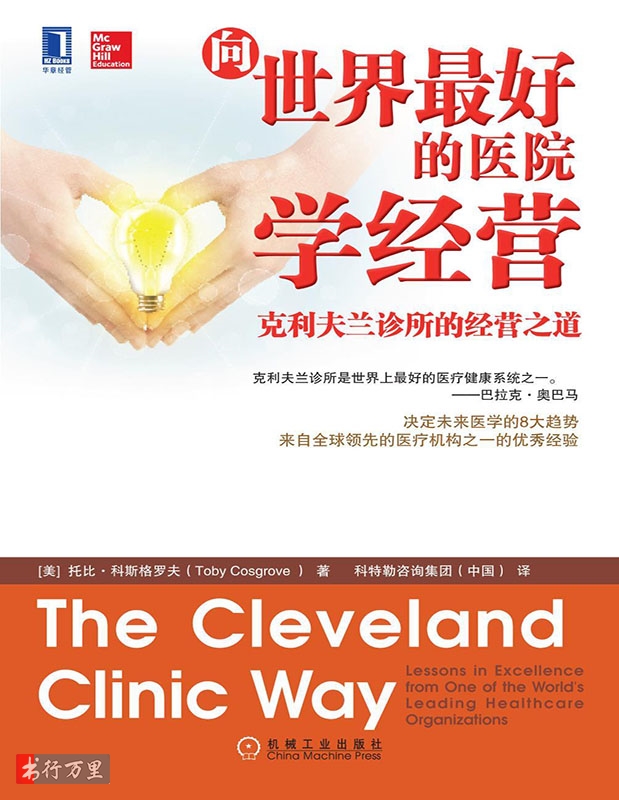 HZ BOOKS
华章经管
Mc
Graw
Hill
Education
向世界最好
的医院
学经营
克利夫兰诊所的经营之道
克利夫兰诊所是世界上最好的医疗健康系统之一。
——巴拉克·奥巴马
决定未来医学的8大趋势
来自全球领先的医疗机构之一的优秀经验
[美] 托比·科斯格罗夫（Toby Cosgrove ） 著 科特勒咨询集团（中国） 译
The Cleveland
Clinic Way
Lessons in Excellence
from One of the World's
Leading Healthcare
Organizations
机械工业出版社
China Machine Press
书行万里